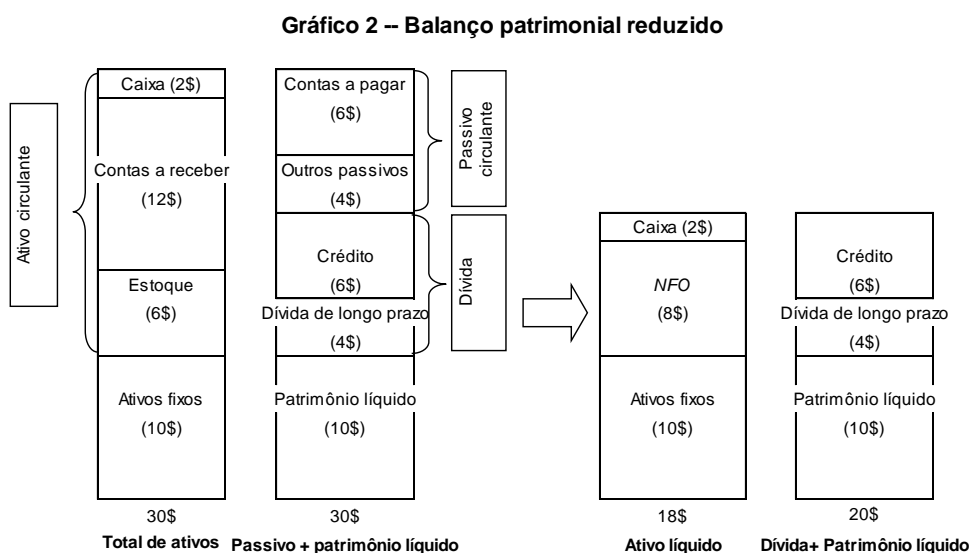 Gráfico 2 -- Balanço patrimonial reduzido
Ativo circulante
Caixa (2$)
Contas a receber
(12$)
Estoque
(6$)
Ativos fixos
(10$)
30$
Total de ativos
Contas a pagar
(6$)
Outros passivos
(4$)
Crédito
(6$)
Dívida de longo prazo
(4$)
Patrimônio líquido
(10$)
30$
Passivo + patrimônio líquido
Passivo
circulante
Dívida
Caixa (2$)
NFO
(8$)
Ativos fixos
(10$)
18$
Ativo líquido
Crédito
(6$)
Dívida de longo prazo
(4$)
Patrimônio líquido
(10$)
20$
Dívida+ Patrimônio líquido